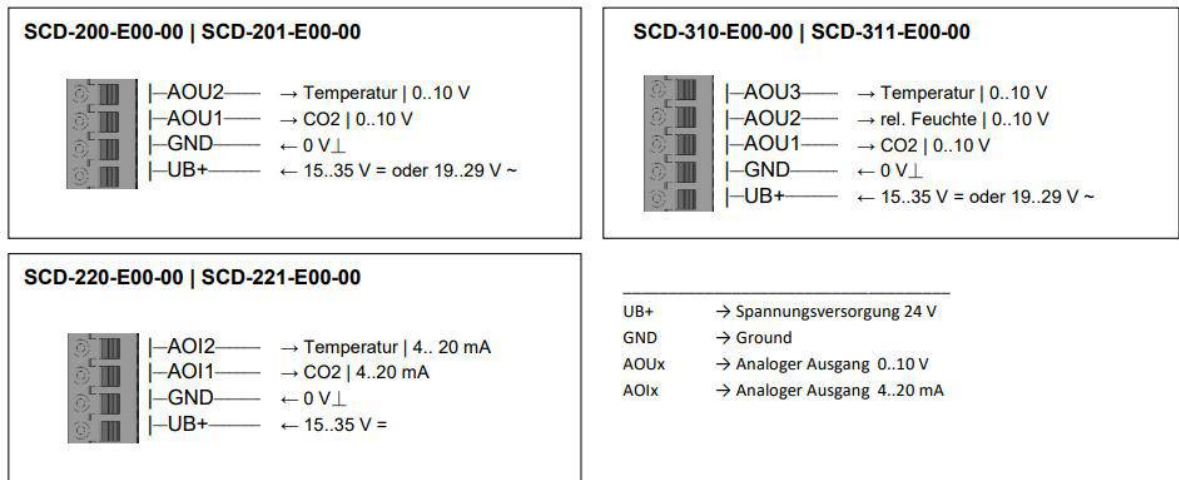 SCD-200-E00-00 | SCD-201-E00-00
|—AOU2—— → Temperatur | 0..10 V
|—AOU1—— → CO2 | 0..10 V
|—GND—— ← 0 V⊥
|—UB+—— ← 15..35 V = oder 19..29 V ~
SCD-310-E00-00 | SCD-311-E00-00
|—AOU3—— → Temperatur | 0..10 V
|—AOU2—— → rel. Feuchte | 0..10 V
|—AOU1—— → CO2 | 0..10 V
|—GND—— ← 0 V⊥
|—UB+—— ← 15..35 V = oder 19..29 V ~
SCD-220-E00-00 | SCD-221-E00-00
|—AOI2—— → Temperatur | 4.. 20 mA
|—AOI1—— → CO2 | 4..20 mA
|—GND—— ← 0 V⊥
|—UB+—— ← 15..35 V =
UB+ → Spannungsversorgung 24 V
GND → Ground
AOUx → Analoger Ausgang 0..10 V
AOIx → Analoger Ausgang 4..20 mA